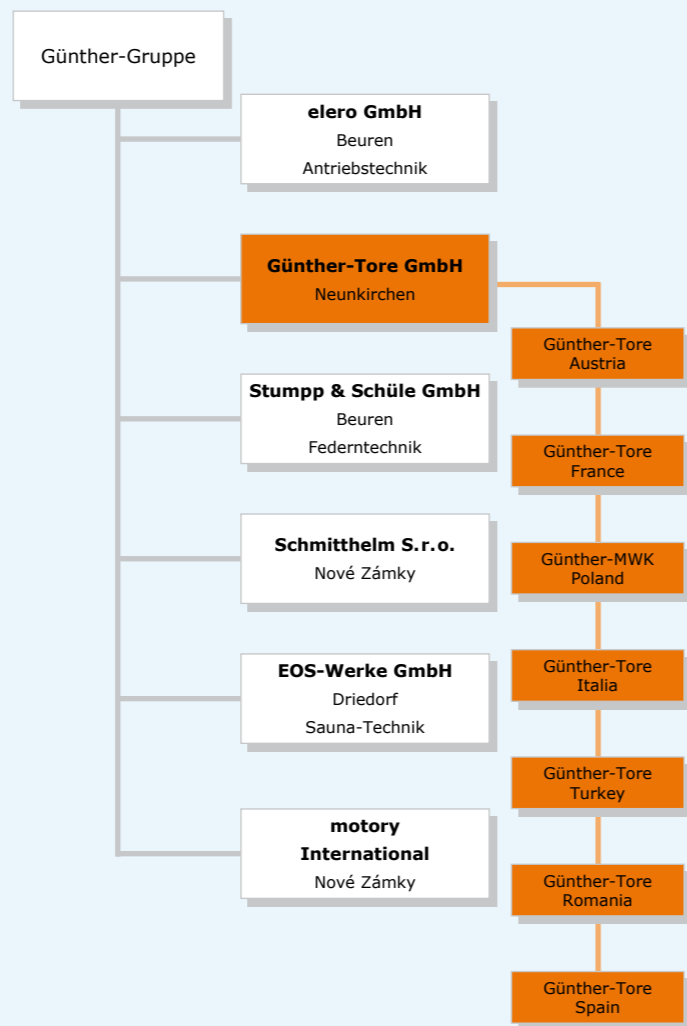 Günther-Gruppe
elero GmbH
Beuren
Antriebstechnik
Günther-Tore GmbH
Neunkirchen
Stumpp & Schüle GmbH
Beuren
Federntechnik
Schmitthelm S.r.o.
Nové Zámky
EOS-Werke GmbH
Driedorf
Sauna-Technik
motory
International
Nové Zámky
Günther-Tore
Austria
Günther-Tore
France
Günther-MWK
Poland
Günther-Tore
Italia
Günther-Tore
Turkey
Günther-Tore
Romania
Günther-Tore
Spain